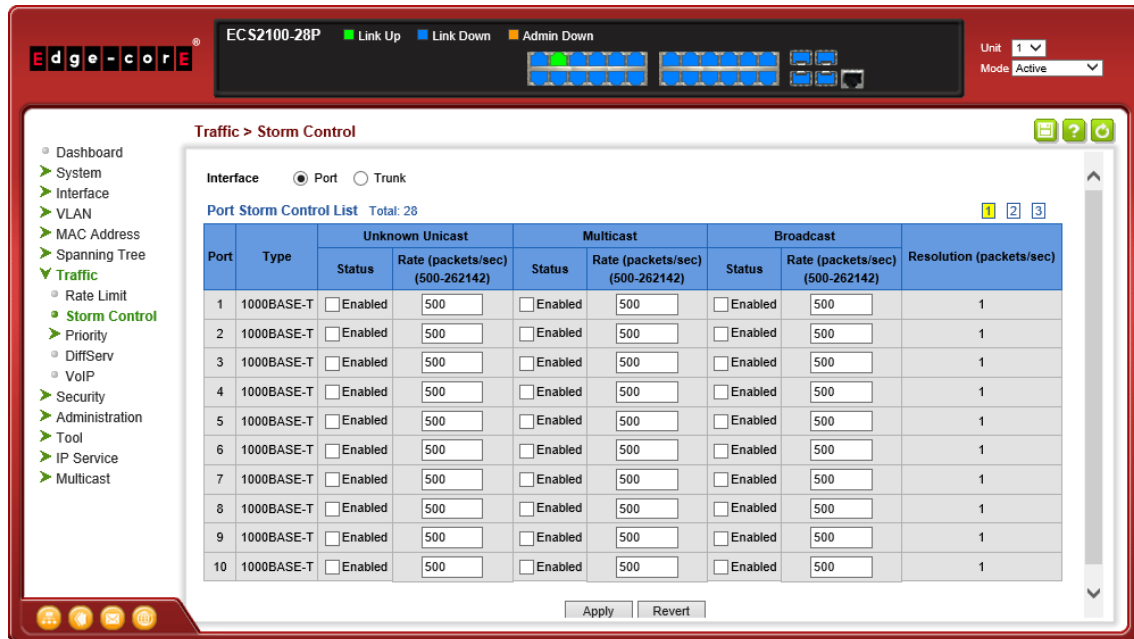 Edge-corE®
ECS2100-28P Link Up Link Down Admin Down
Unit 1
Mode Active
Traffic > Storm Control
Dashboard
System
Interface
VLAN
MAC Address
Spanning Tree
Traffic
Rate Limit
Storm Control
Priority
DiffServ
VoIP
Security
Administration
Tool
IP Service
Multicast
?
Interface Port Trunk
Port Storm Control List Total: 28 1 2 3
Port Type Unknown Unicast Multicast Broadcast Resolution (packets/sec)
Status Rate (packets/sec) (500-262142) Status Rate (packets/sec) (500-262142) Status Rate (packets/sec) (500-262142)
1 1000BASE-T Enabled 500 Enabled 500 Enabled 500 1
2 1000BASE-T Enabled 500 Enabled 500 Enabled 500 1
3 1000BASE-T Enabled 500 Enabled 500 Enabled 500 1
4 1000BASE-T Enabled 500 Enabled 500 Enabled 500 1
5 1000BASE-T Enabled 500 Enabled 500 Enabled 500 1
6 1000BASE-T Enabled 500 Enabled 500 Enabled 500 1
7 1000BASE-T Enabled 500 Enabled 500 Enabled 500 1
8 1000BASE-T Enabled 500 Enabled 500 Enabled 500 1
9 1000BASE-T Enabled 500 Enabled 500 Enabled 500 1
10 1000BASE-T Enabled 500 Enabled 500 Enabled 500 1
Apply Revert